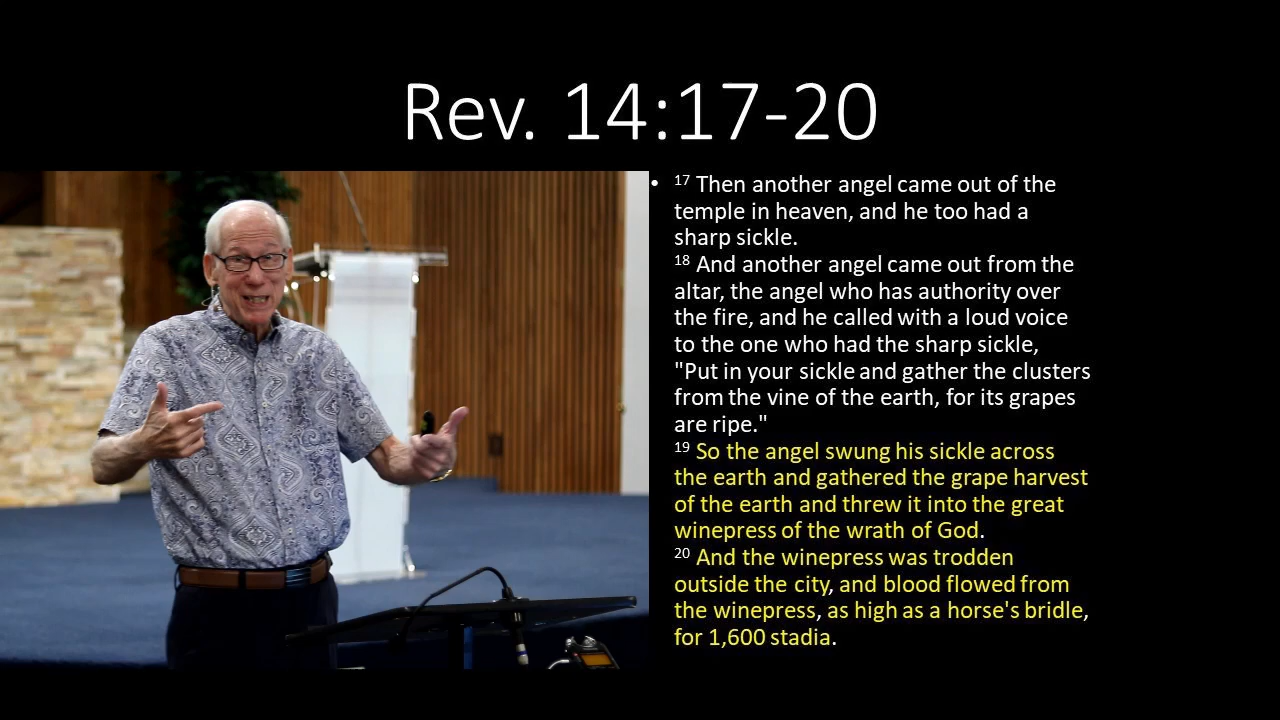 Rev. 14:17-20
• 17 Then another angel came out of the
temple in heaven, and he too had a
sharp sickle.
18 And another angel came out from the
altar, the angel who has authority over
the fire, and he called with a loud voice
to the one who had the sharp sickle,
"Put in your sickle and gather the clusters
from the vine of the earth, for its grapes
are ripe."
19 So the angel swung his sickle across
the earth and gathered the grape harvest
of the earth and threw it into the great
winepress of the wrath of God.
20 And the winepress was trodden
outside the city, and blood flowed from
the winepress, as high as a horse's bridle,
for 1,600 stadia.